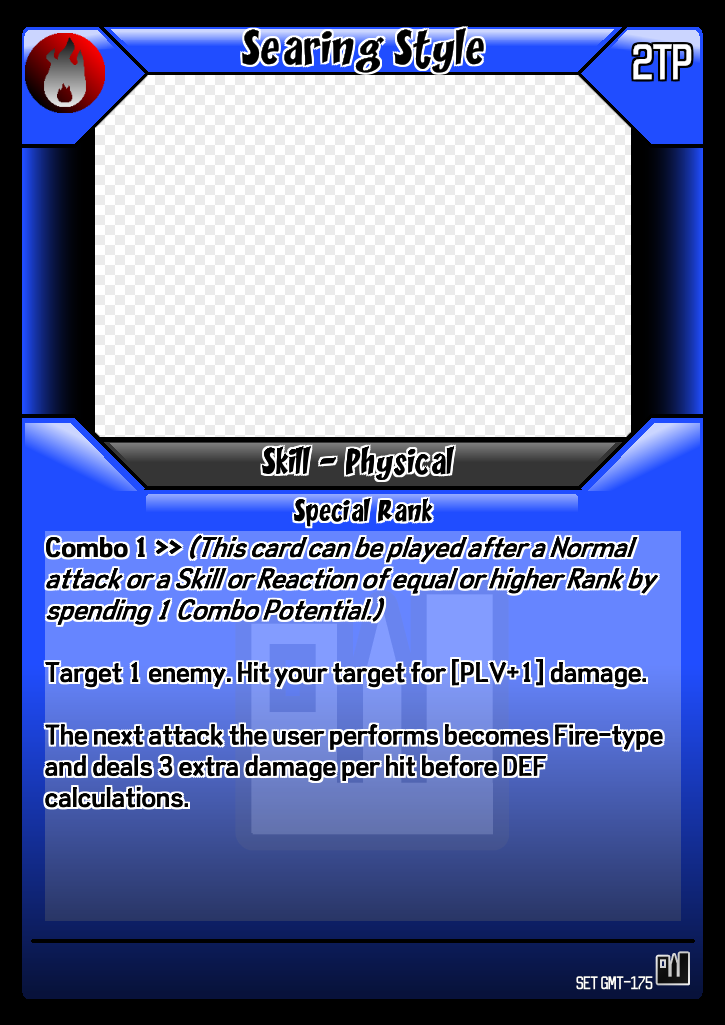 Searing Style
2TP
Skill - Physical
Special Rank
Combo 1 >> (This card can be played after a Normal
attack or a Skill or Reaction of equal or higher Rank by
spending 1 Combo Potential.)
Target 1 enemy. Hit your target for [PLV+1] damage.
The next attack the user performs becomes Fire-type
and deals 3 extra damage per hit before DEF
calculations.
SET GMT-175